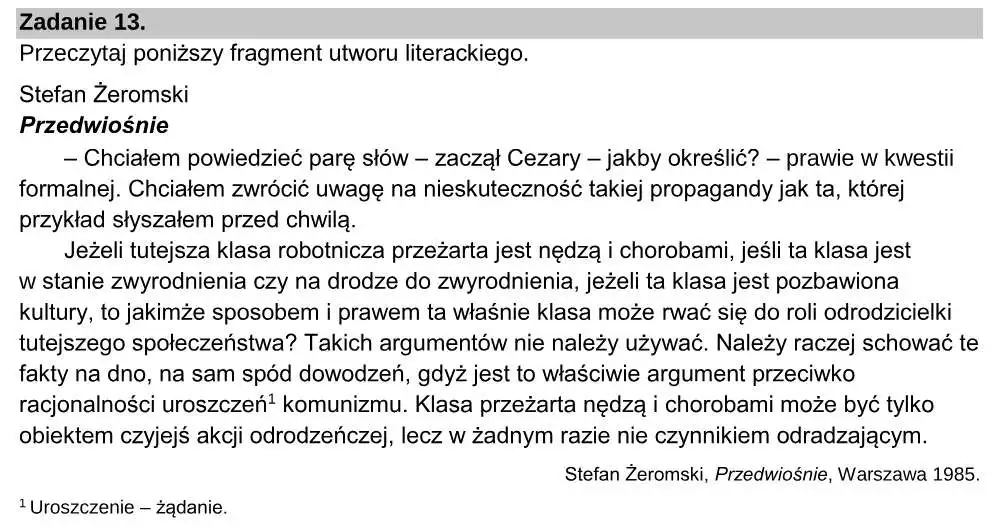 Zadanie 13.
Przeczytaj poniższy fragment utworu literackiego.
Stefan Żeromski
Przedwiośnie
– Chciałem powiedzieć parę słów – zaczął Cezary – jakby określić? – prawie w kwestii
formalnej. Chciałem zwrócić uwagę na nieskuteczność takiej propagandy jak ta, której
przykład słyszałem przed chwilą.
Jeżeli tutejsza klasa robotnicza przeżarta jest nędzą i chorobami, jeśli ta klasa jest
w stanie zwyrodnienia czy na drodze do zwyrodnienia, jeżeli ta klasa jest pozbawiona
kultury, to jakimże sposobem i prawem ta właśnie klasa może rwać się do roli odrodzicielki
tutejszego społeczeństwa? Takich argumentów nie należy używać. Należy raczej schować te
fakty na dno, na sam spód dowodzeń, gdyż jest to właściwie argument przeciwko
racjonalności uroszczeń¹ komunizmu. Klasa przeżarta nędzą i chorobami może być tylko
obiektem czyjejś akcji odrodzeńczej, lecz w żadnym razie nie czynnikiem odradzającym.
Stefan Żeromski, Przedwiośnie, Warszawa 1985.
¹ Uroszczenie – żądanie.